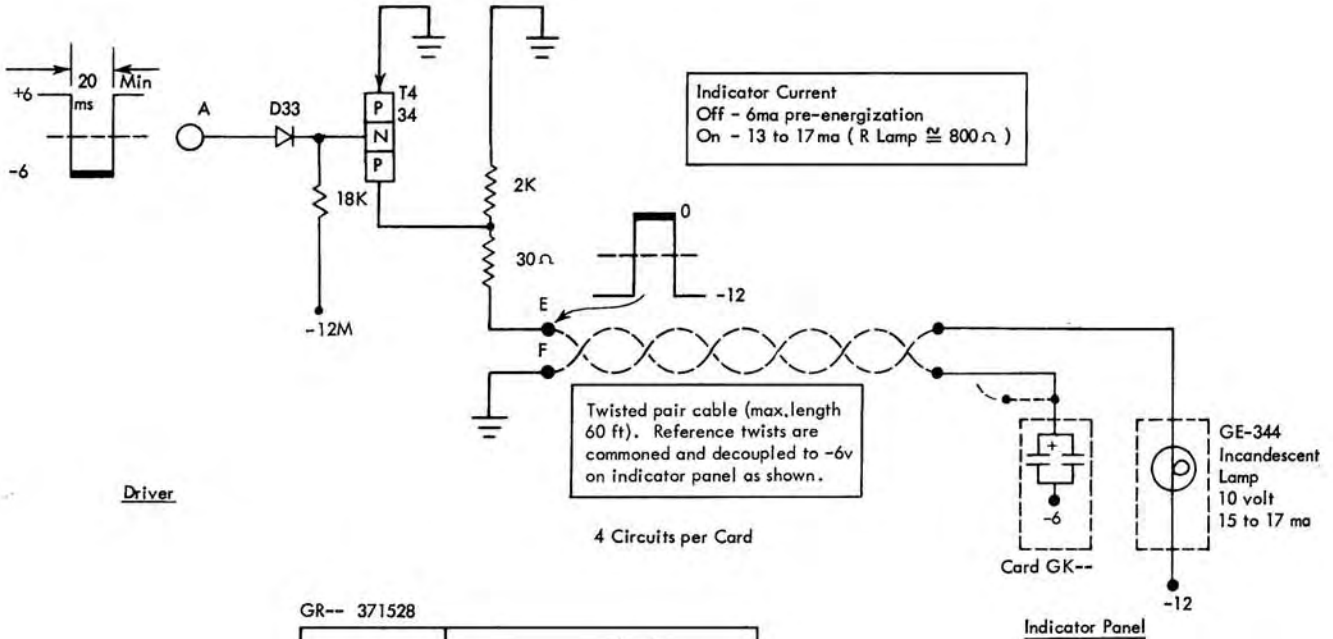 20 Min
ms
+6
-6
A
D33
T4
34
P
N
P
18K
-12M
2K
30Ω
Indicator Current
Off - 6ma pre-energization
On - 13 to 17 ma ( R Lamp ≅ 800 Ω )
0
-12
E
F
Twisted pair cable (max. length
60 ft). Reference twists are
commoned and decoupled to -6v
on indicator panel as shown.
4 Circuits per Card
Driver
+
-6
Card GK--
GE-344
Incandescent
Lamp
10 volt
15 to 17 ma
-12
Indicator Panel
GR-- 371528